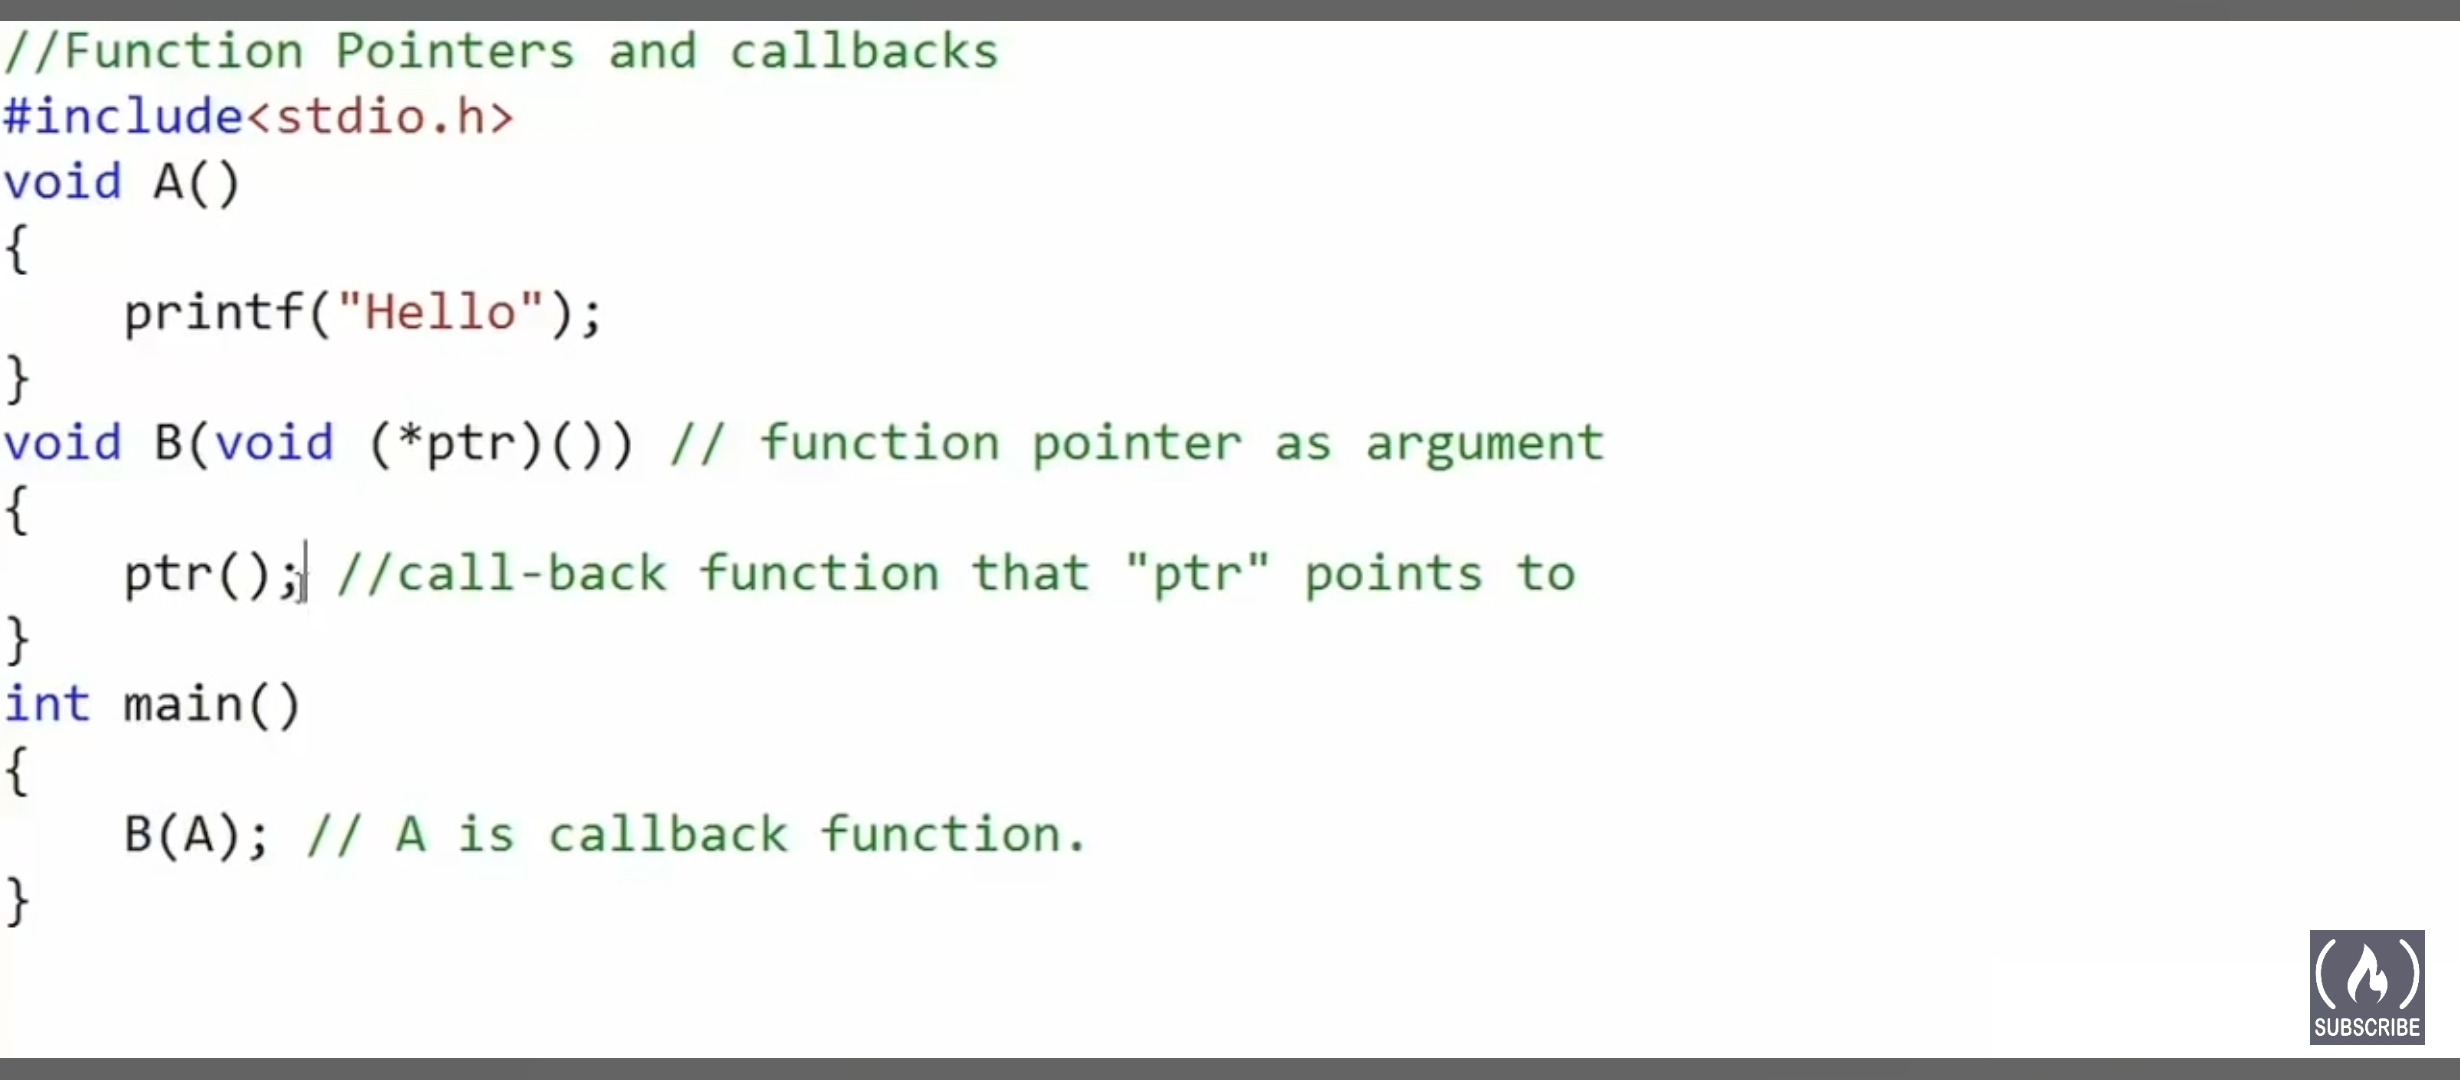 //Function Pointers and callbacks
#include<stdio.h>
void A()
{
    printf("Hello");
}
void B(void (*ptr)()) // function pointer as argument
{
    ptr(); //call-back function that "ptr" points to
}
int main()
{
    B(A); // A is callback function.
}
SUBSCRIBE